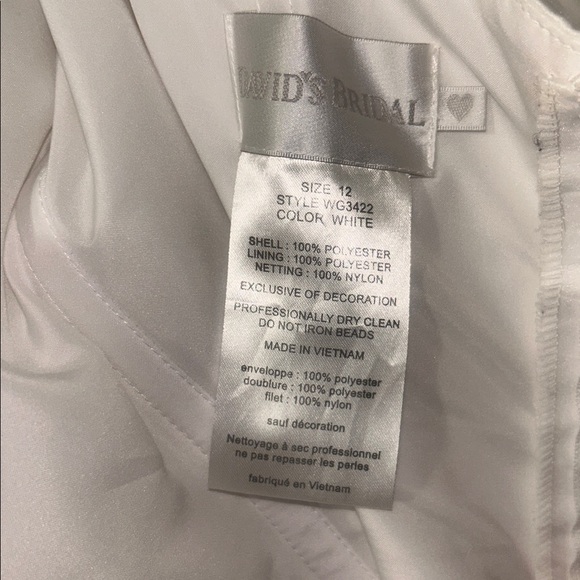 DAVID'S BRIDAL
SIZE 12
STYLE WG3422
COLOR WHITE
SHELL : 100% POLYESTER
LINING : 100% POLYESTER
NETTING : 100% NYLON
EXCLUSIVE OF DECORATION
PROFESSIONALLY DRY CLEAN
DO NOT IRON BEADS
MADE IN VIETNAM
enveloppe : 100% polyester
doublure : 100% polyester
filet : 100% nylon
sauf décoration
Nettoyage à sec professionnel
ne pas repasser les perles
fabriqué en Vietnam